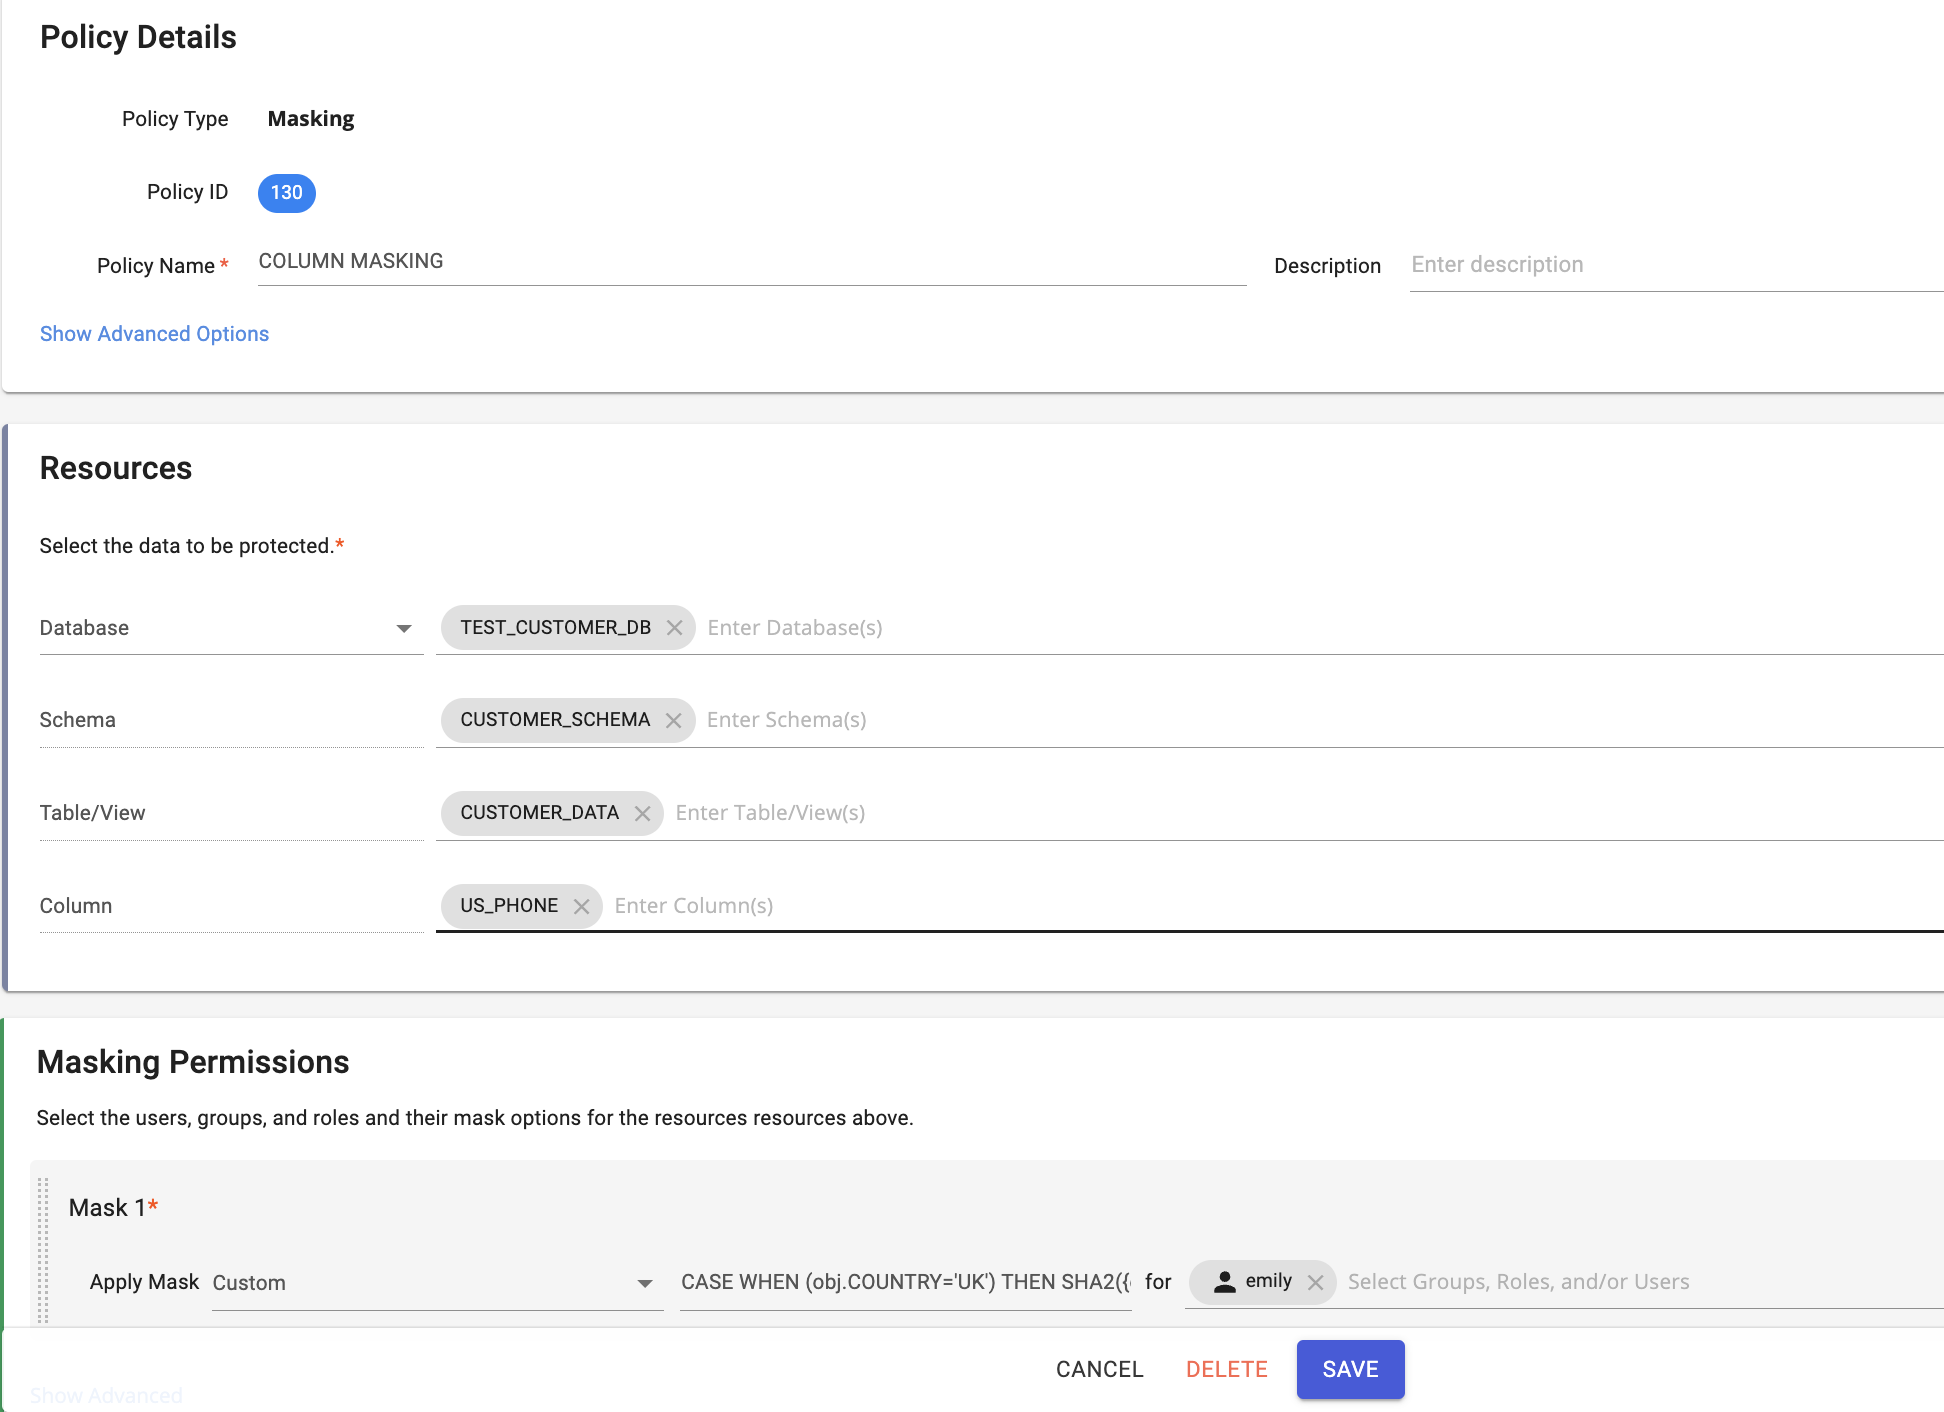 Policy Details
Policy Type Masking
Policy ID 130
Policy Name * COLUMN MASKING Description Enter description
Show Advanced Options
Resources
Select the data to be protected.*
Database TEST_CUSTOMER_DB Enter Database(s)
Schema CUSTOMER_SCHEMA Enter Schema(s)
Table/View CUSTOMER_DATA Enter Table/View(s)
Column US_PHONE Enter Column(s)
Masking Permissions
Select the users, groups, and roles and their mask options for the resources resources above.
Mask 1*
Apply Mask Custom CASE WHEN (obj.COUNTRY='UK') THEN SHA2({ for emily Select Groups, Roles, and/or Users
CANCEL DELETE SAVE
Show Advanced